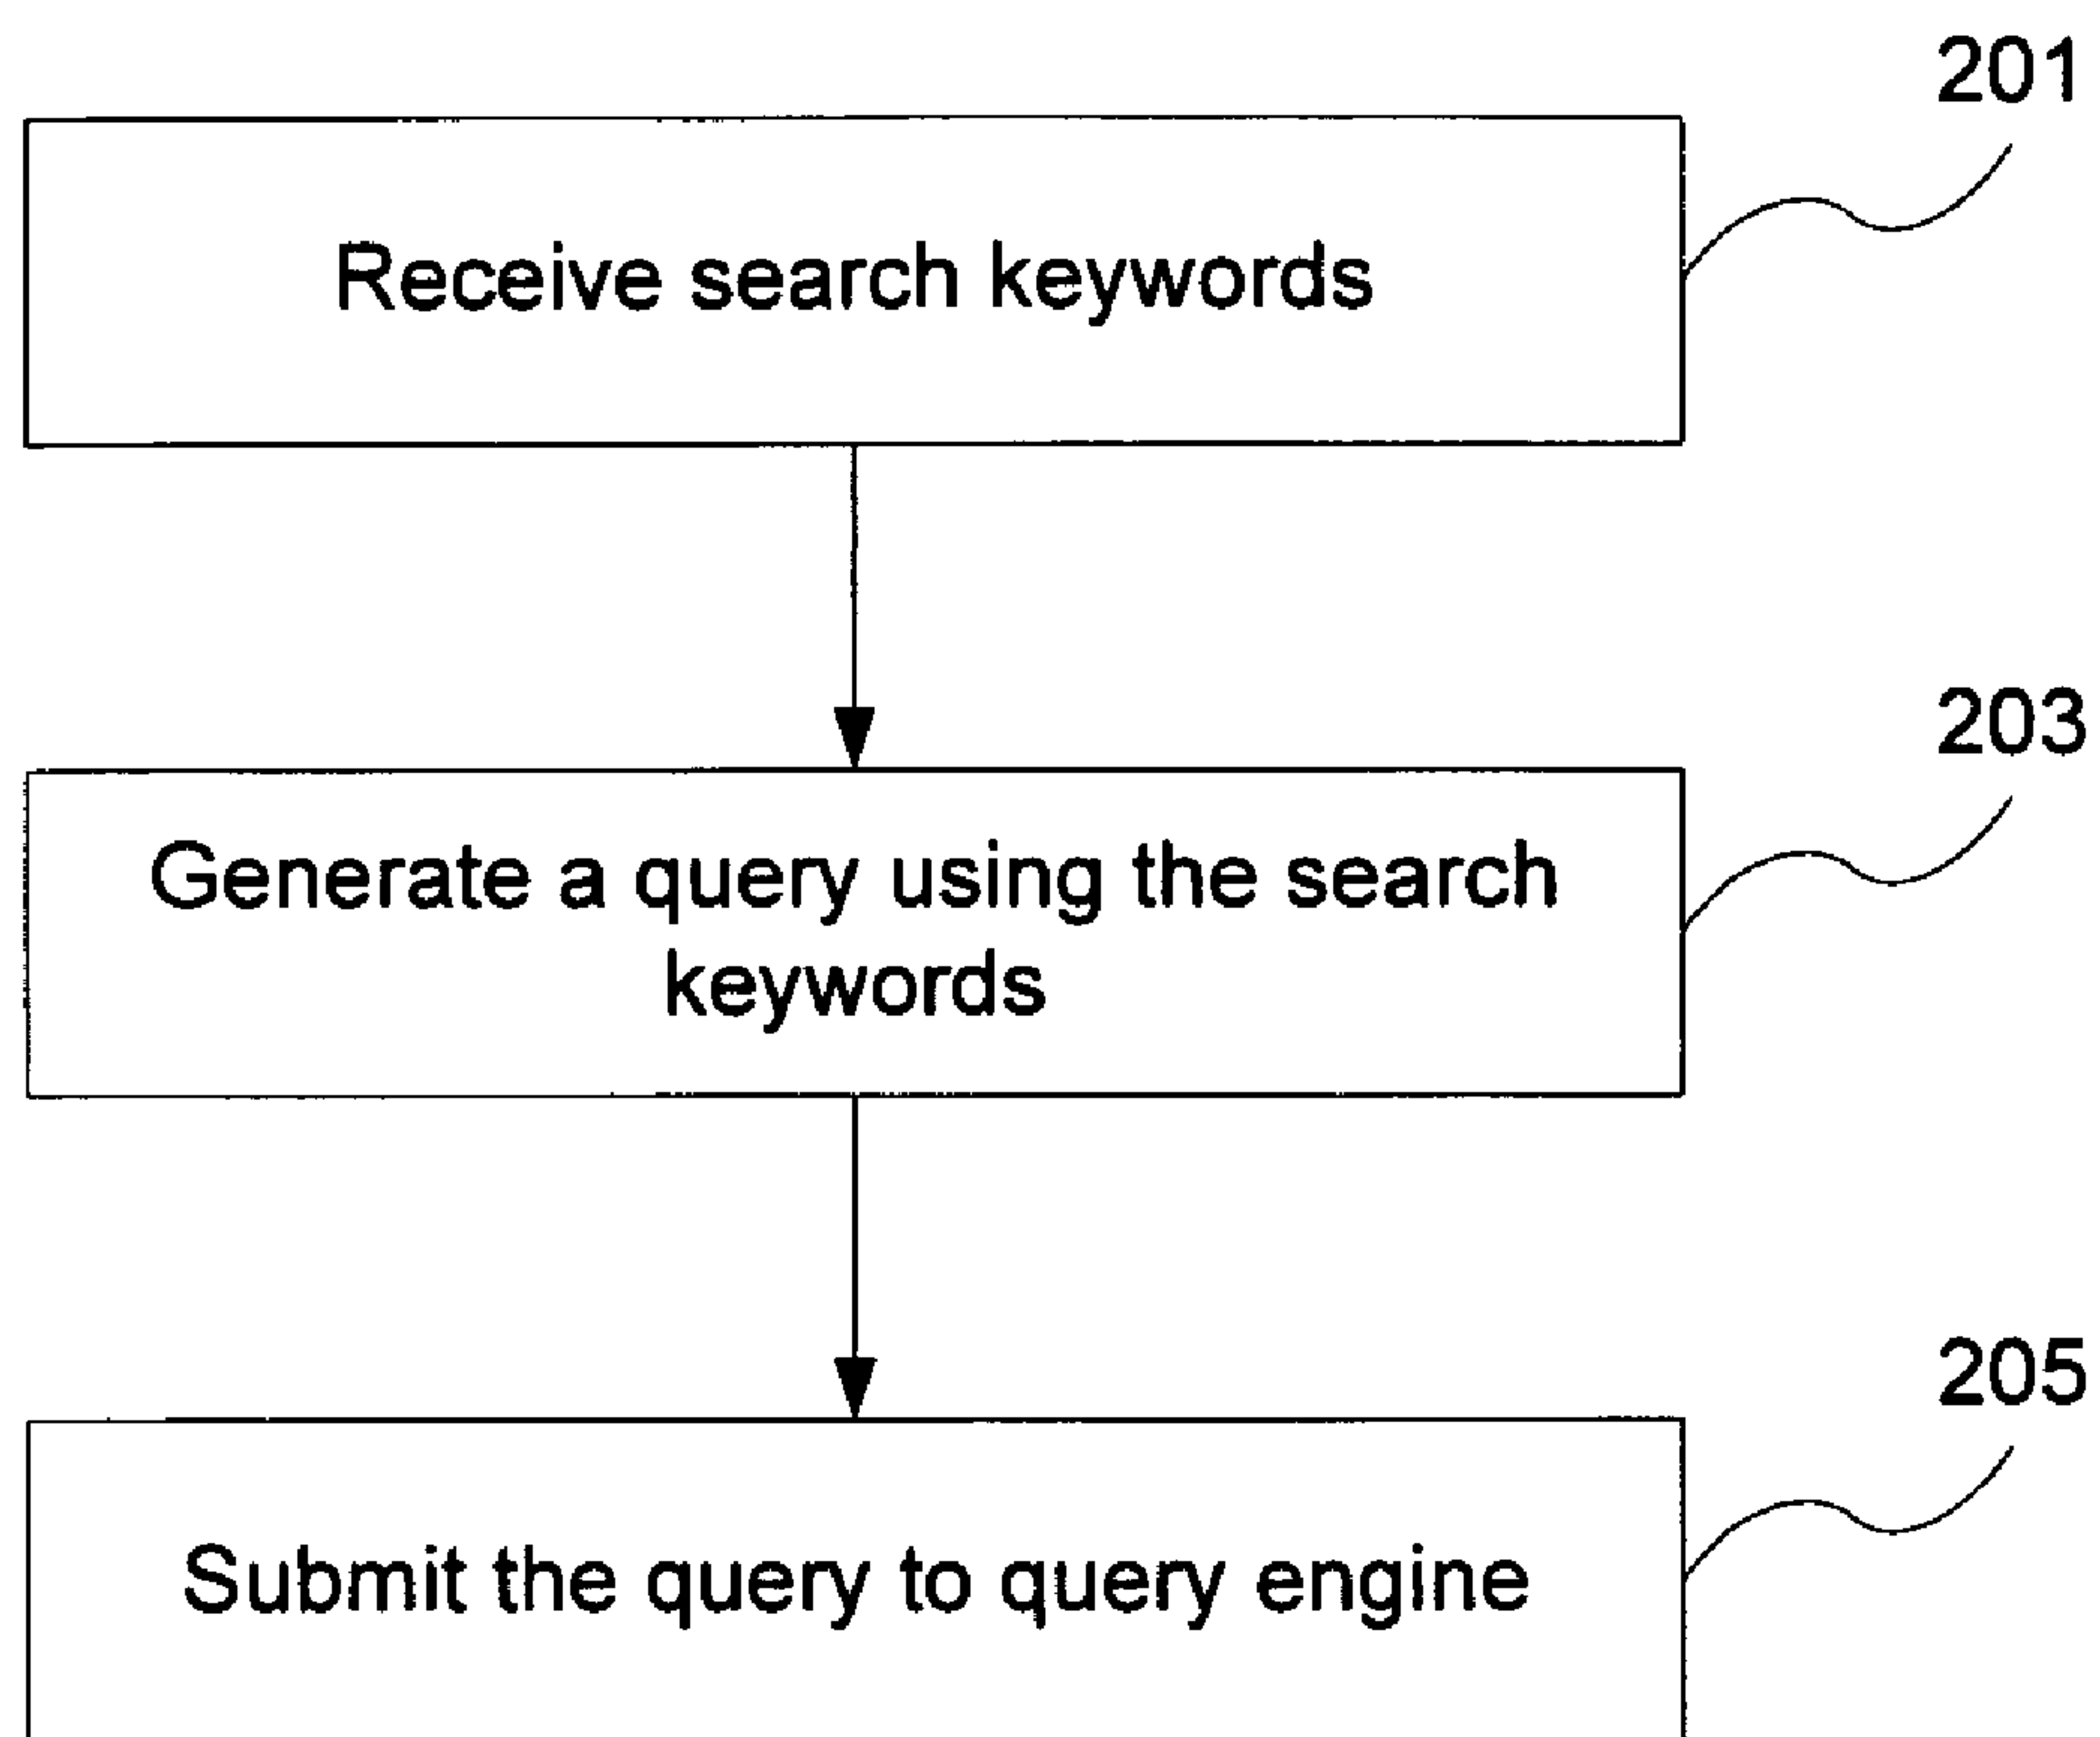 201
Receive search keywords
203
Generate a query using the search
keywords
205
Submit the query to query engine